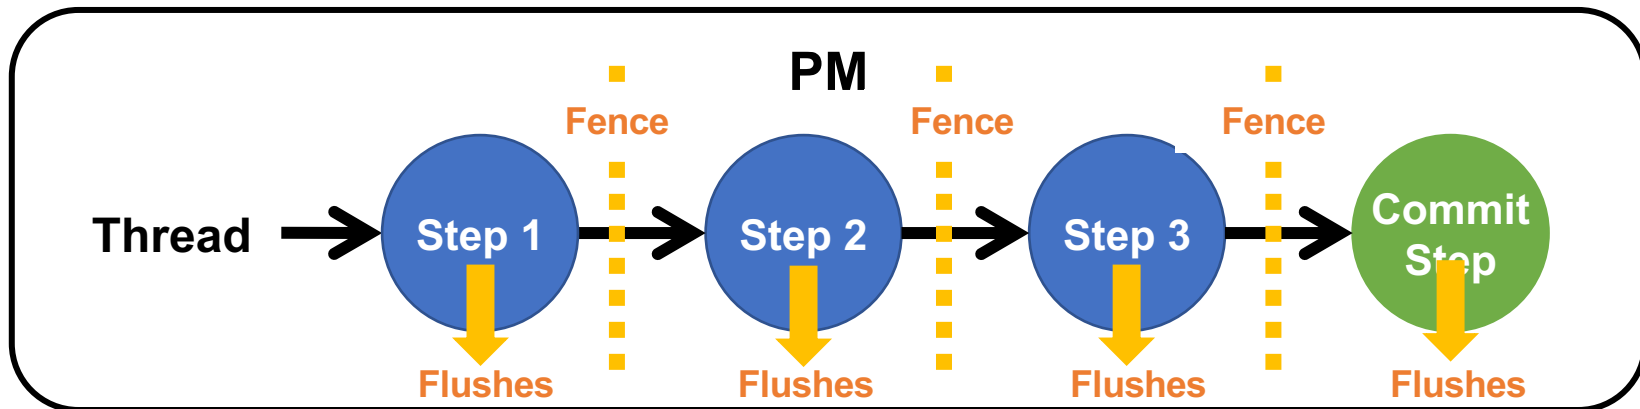 PM
Fence
Fence
Fence
Thread
Step 1
Step 2
Step 3
Commit
Step
Flushes
Flushes
Flushes
Flushes